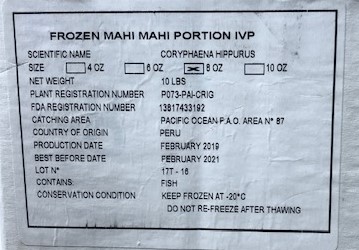 FROZEN MAHI MAHI PORTION IVP
SCIENTIFIC NAME CORYPHAENA HIPPURUS
SIZE 4 OZ 6 OZ 8 OZ 10 OZ
NET WEIGHT 10 LBS
PLANT REGISTRATION NUMBER P073-PAI-CRIG
FDA REGISTRATION NUMBER 13817433192
CATCHING AREA PACIFIC OCEAN P.A.O. AREA N° 87
COUNTRY OF ORIGIN PERU
PRODUCTION DATE FEBRUARY 2019
BEST BEFORE DATE FEBRUARY 2021
LOT N° 17T - 16
CONTAINS: FISH
CONSERVATION CONDITION KEEP FROZEN AT -20°C
DO NOT RE-FREEZE AFTER THAWING